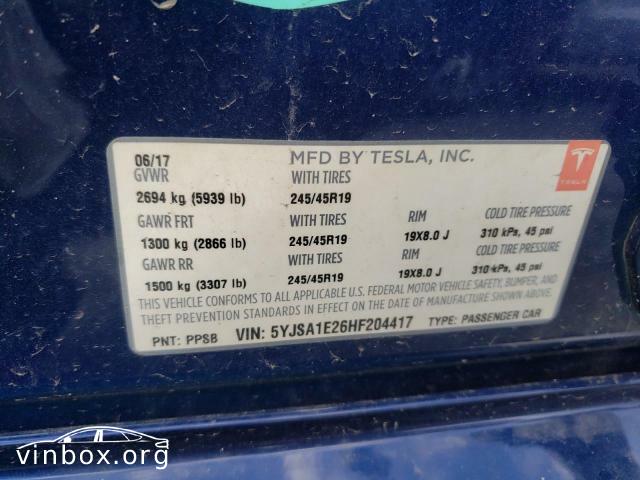 06/17 MFD BY TESLA, INC.
GVWR WITH TIRES
2694 kg (5939 lb) 245/45R19
GAWR FRT WITH TIRES RIM COLD TIRE PRESSURE
1300 kg (2866 lb) 245/45R19 19X8.0 J 310 kPa, 45 psi
GAWR RR WITH TIRES RIM COLD TIRE PRESSURE
1500 kg (3307 lb) 245/45R19 19X8.0 J 310 kPa, 45 psi
THIS VEHICLE CONFORMS TO ALL APPLICABLE U.S. FEDERAL MOTOR VEHICLE SAFETY, BUMPER, AND
THEFT PREVENTION STANDARDS IN EFFECT ON THE DATE OF MANUFACTURE SHOWN ABOVE.
PNT: PPSB VIN: 5YJSA1E26HF204417 TYPE: PASSENGER CAR
TESLA
vinbox.org